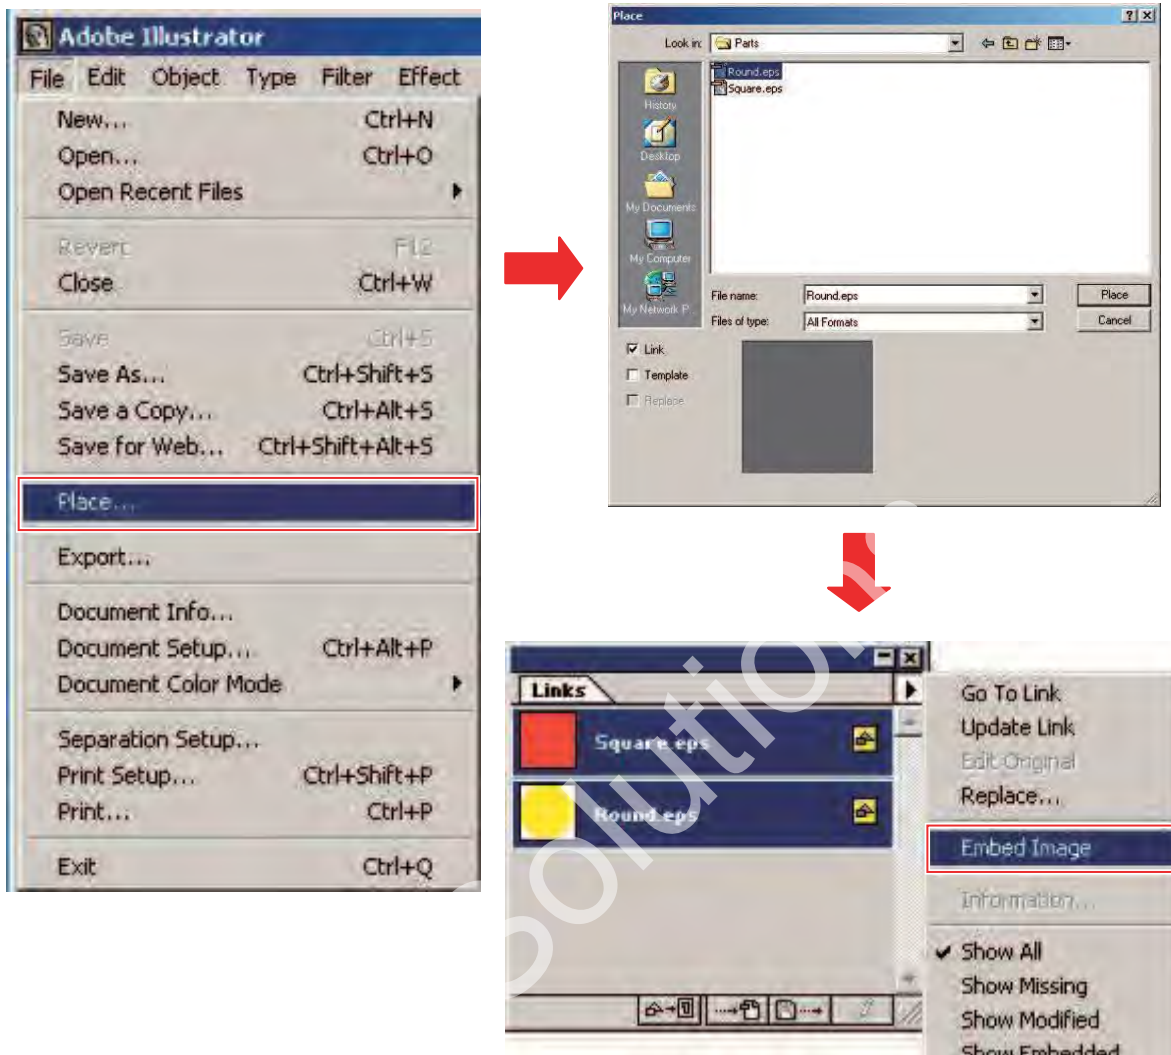 Adobe Illustrator
File Edit Object Type Filter Effect
New... Ctrl+N
Open... Ctrl+O
Open Recent Files
Revert F12
Close Ctrl+W
Save Ctrl+S
Save As... Ctrl+Shift+S
Save a Copy... Ctrl+Alt+S
Save for Web... Ctrl+Shift+Alt+S
Place...
Export...
Document Info...
Document Setup... Ctrl+Alt+P
Document Color Mode
Separation Setup...
Print Setup... Ctrl+Shift+P
Print... Ctrl+P
Exit Ctrl+Q
Place
Look in: Parts
History
Desktop
My Documents
My Computer
My Network P...
Round.eps
Square.eps
File name: Round.eps Place
Files of type: All Formats Cancel
Link
Template
Replace
Links
Square.eps
Round.eps
Go To Link
Update Link
Edit Original
Replace...
Embed Image
Information...
Show All
Show Missing
Show Modified
Show Embedded